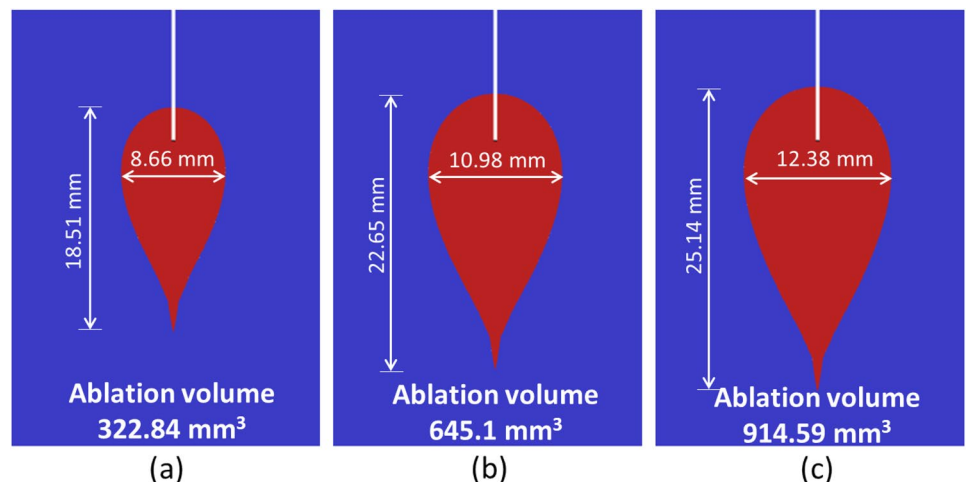 8.66 mm
18.51 mm
Ablation volume
322.84 mm³
(a)
10.98 mm
22.65 mm
Ablation volume
645.1 mm³
(b)
12.38 mm
25.14 mm
Ablation volume
914.59 mm³
(c)